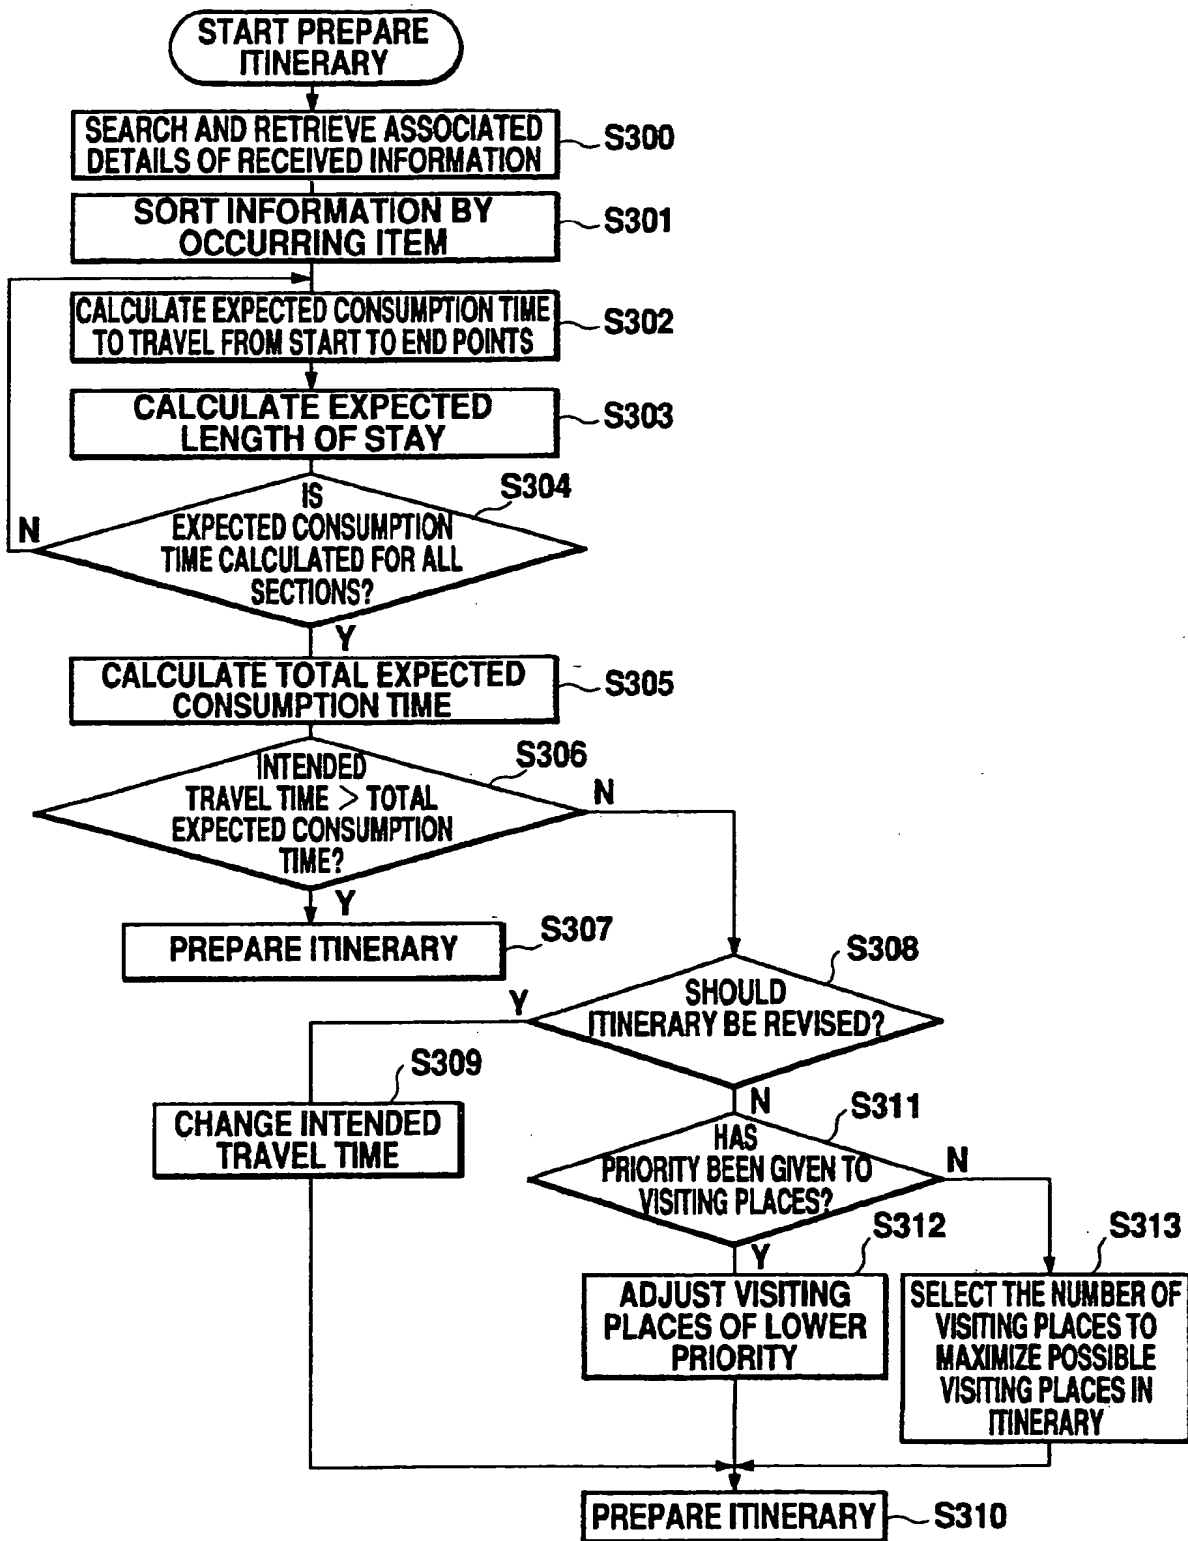 START PREPARE
ITINERARY
SEARCH AND RETRIEVE ASSOCIATED
DETAILS OF RECEIVED INFORMATION
S300
SORT INFORMATION BY
OCCURRING ITEM
S301
CALCULATE EXPECTED CONSUMPTION TIME
TO TRAVEL FROM START TO END POINTS
S302
CALCULATE EXPECTED
LENGTH OF STAY
S303
S304
IS
EXPECTED CONSUMPTION
TIME CALCULATED FOR ALL
SECTIONS?
N
Y
CALCULATE TOTAL EXPECTED
CONSUMPTION TIME
S305
S306
INTENDED
TRAVEL TIME > TOTAL
EXPECTED CONSUMPTION
TIME?
N
Y
PREPARE ITINERARY
S307
S308
SHOULD
ITINERARY BE REVISED?
Y
N
S309
CHANGE INTENDED
TRAVEL TIME
S311
HAS
PRIORITY BEEN GIVEN TO
VISITING PLACES?
N
Y
S312
ADJUST VISITING
PLACES OF LOWER
PRIORITY
S313
SELECT THE NUMBER OF
VISITING PLACES TO
MAXIMIZE POSSIBLE
VISITING PLACES IN
ITINERARY
PREPARE ITINERARY
S310